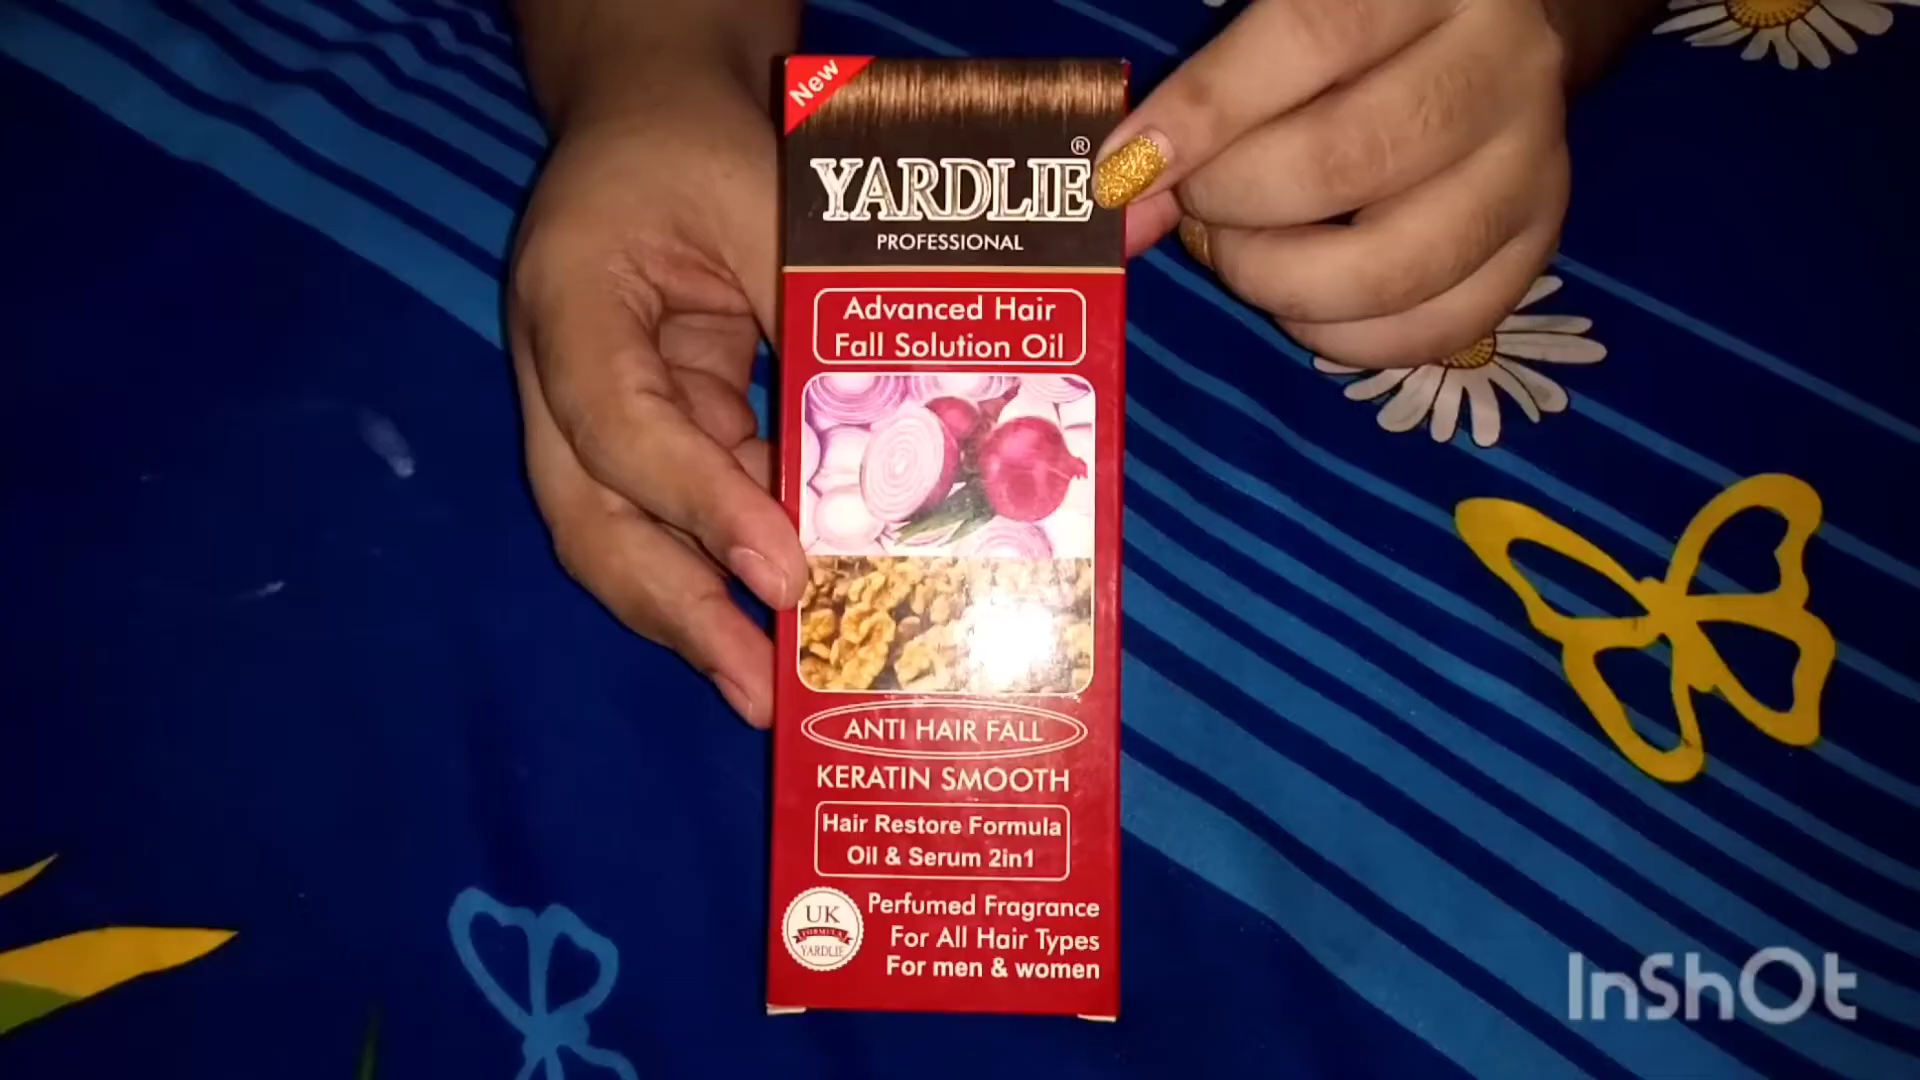 New
YARDLIE®
PROFESSIONAL
Advanced Hair
Fall Solution Oil
ANTI HAIR FALL
KERATIN SMOOTH
Hair Restore Formula
Oil & Serum 2in1
UK
FORMULA
YARDLIE
Perfumed Fragrance
For All Hair Types
For men & women
InShOt